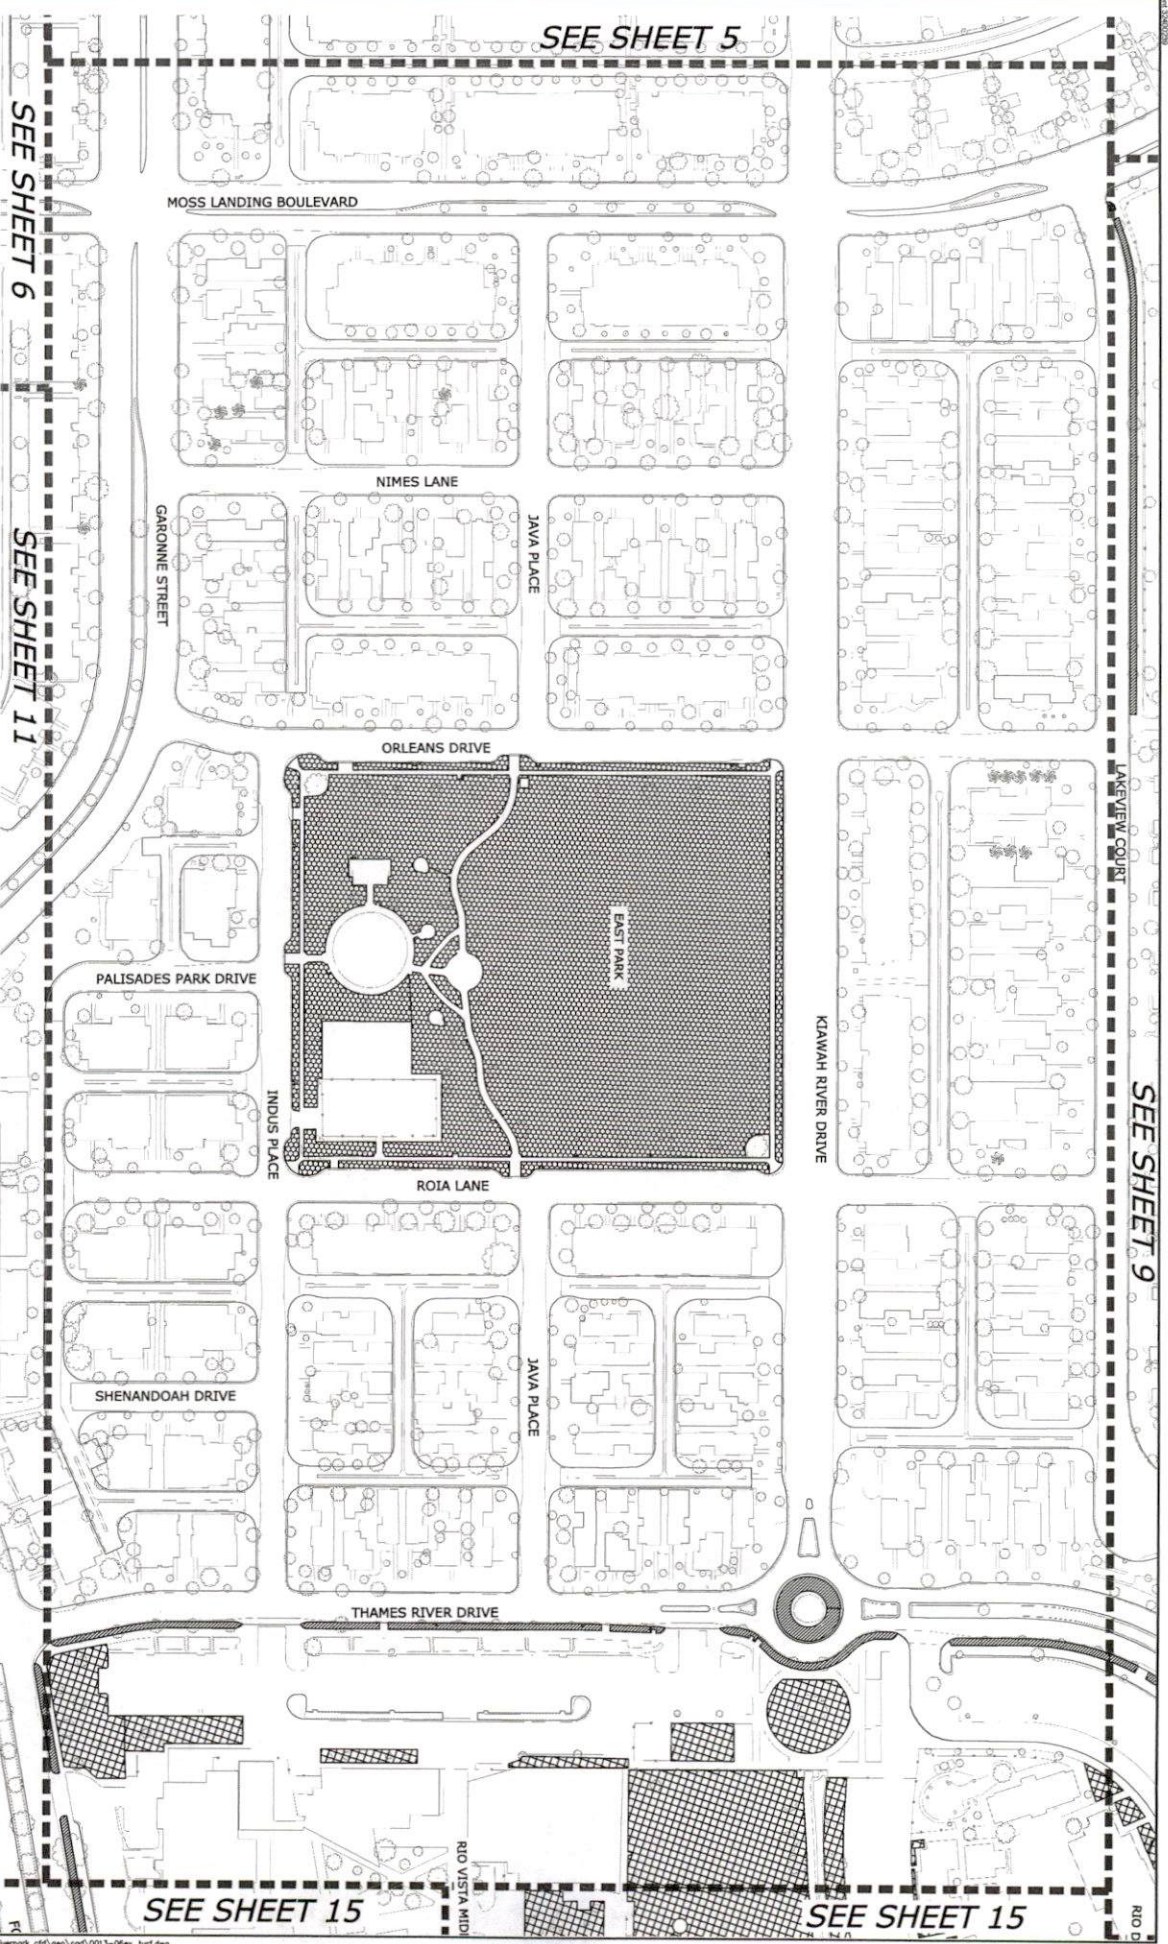 SEE SHEET 5
SEE SHEET 6
MOSS LANDING BOULEVARD
NIMES LANE
GARONNE STREET
JAVA PLACE
SEE SHEET 11
ORLEANS DRIVE
LAKEVIEW COURT
EAST PARK
PALISADES PARK DRIVE
KIAWAH RIVER DRIVE
INDUS PLACE
SEE SHEET 9
ROIA LANE
JAVA PLACE
SHENANDOAH DRIVE
THAMES RIVER DRIVE
RIO VISTA MID
SEE SHEET 15
SEE SHEET 15
RIO D